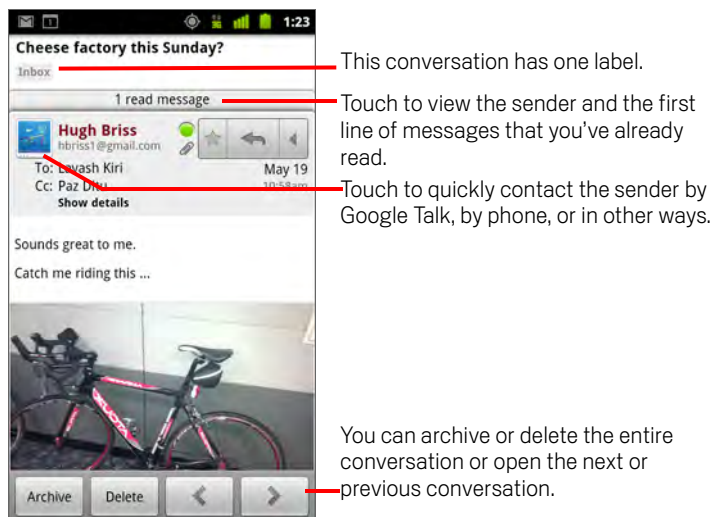 1:23
Cheese factory this Sunday?
Inbox
This conversation has one label.
1 read message
Touch to view the sender and the first
line of messages that you've already
read.
Hugh Briss
hbriss1@gmail.com
To: Lavash Kiri
May 19
Cc: Paz Ditu
10:58am
Show details
Touch to quickly contact the sender by
Google Talk, by phone, or in other ways.
Sounds great to me.
Catch me riding this ...
You can archive or delete the entire
conversation or open the next or
previous conversation.
Archive
Delete